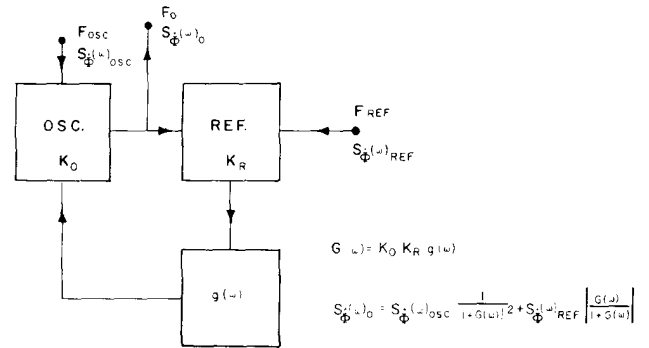 F_OSC
S_Φ̇(ω)_OSC
F_O
S_Φ̇(ω)_O
OSC.
K_O
REF.
K_R
F_REF
S_Φ̇(ω)_REF
g(ω)
G (ω) = K_O K_R g(ω)
S_Φ̇(ω)_O = S_Φ̇(ω)_OSC 1/|1+G(ω)|2 + S_Φ̇(ω)_REF |G(ω)/1+G(ω)|